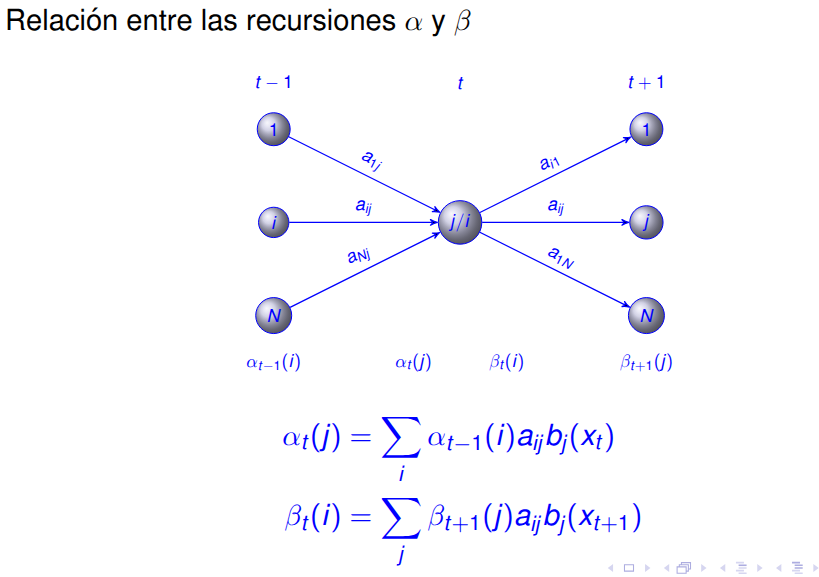 Relación entre las recursiones α y β
t − 1 t t + 1
1 1
a₁ⱼ aᵢ₁
i aᵢⱼ j/i aᵢⱼ j
a_Nj a₁N
N N
αₜ₋₁(i) αₜ(j) βₜ(i) βₜ₊₁(j)
αₜ(j) = ∑ᵢ αₜ₋₁(i)aᵢⱼbⱼ(xₜ)
βₜ(i) = ∑ⱼ βₜ₊₁(j)aᵢⱼbⱼ(xₜ₊₁)